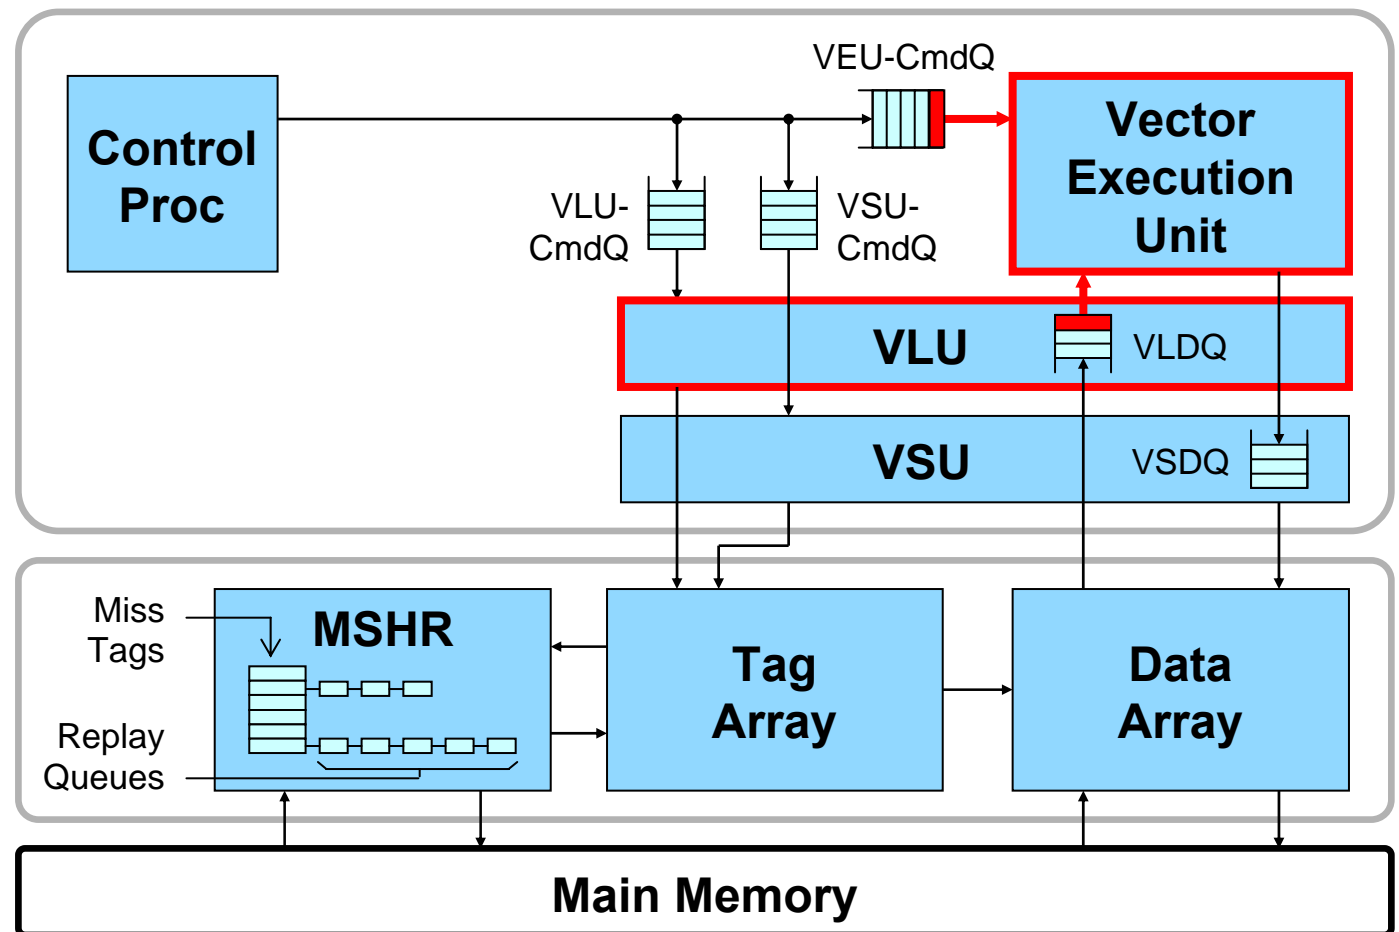 VEU-CmdQ
Control
Proc
Vector
Execution
Unit
VLU-
CmdQ
VSU-
CmdQ
VLU
VLDQ
VSU
VSDQ
Miss
Tags
MSHR
Replay
Queues
Tag
Array
Data
Array
Main Memory